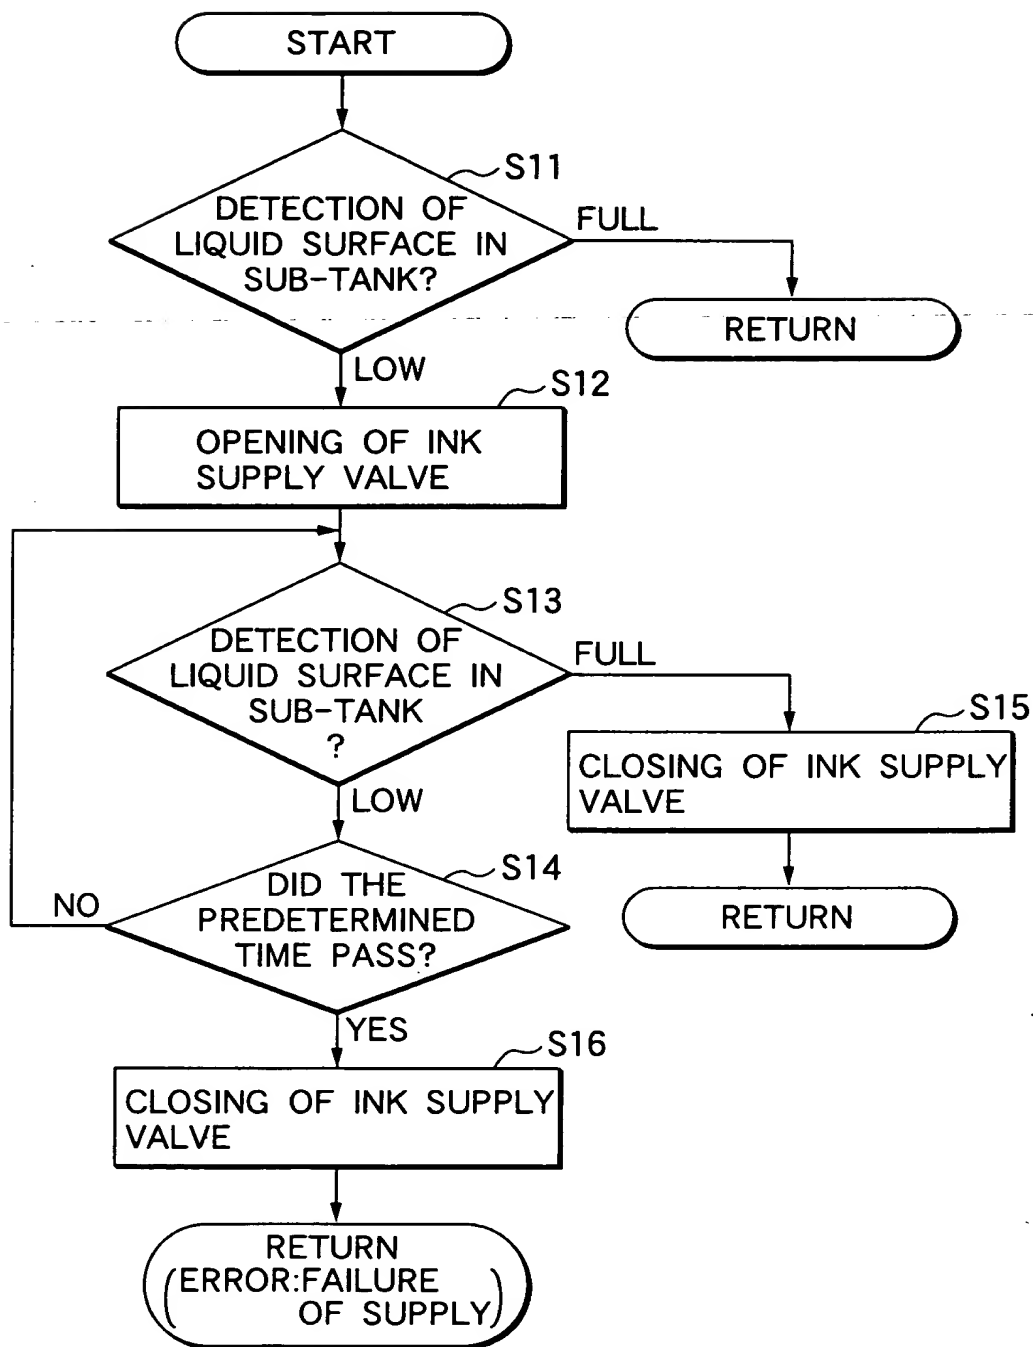 START
S11
DETECTION OF
LIQUID SURFACE IN
SUB-TANK?
FULL
RETURN
LOW
S12
OPENING OF INK
SUPPLY VALVE
S13
DETECTION OF
LIQUID SURFACE IN
SUB-TANK
?
FULL
S15
CLOSING OF INK SUPPLY
VALVE
RETURN
LOW
S14
DID THE
PREDETERMINED
TIME PASS?
NO
YES
S16
CLOSING OF INK SUPPLY
VALVE
RETURN
(ERROR:FAILURE
OF SUPPLY)